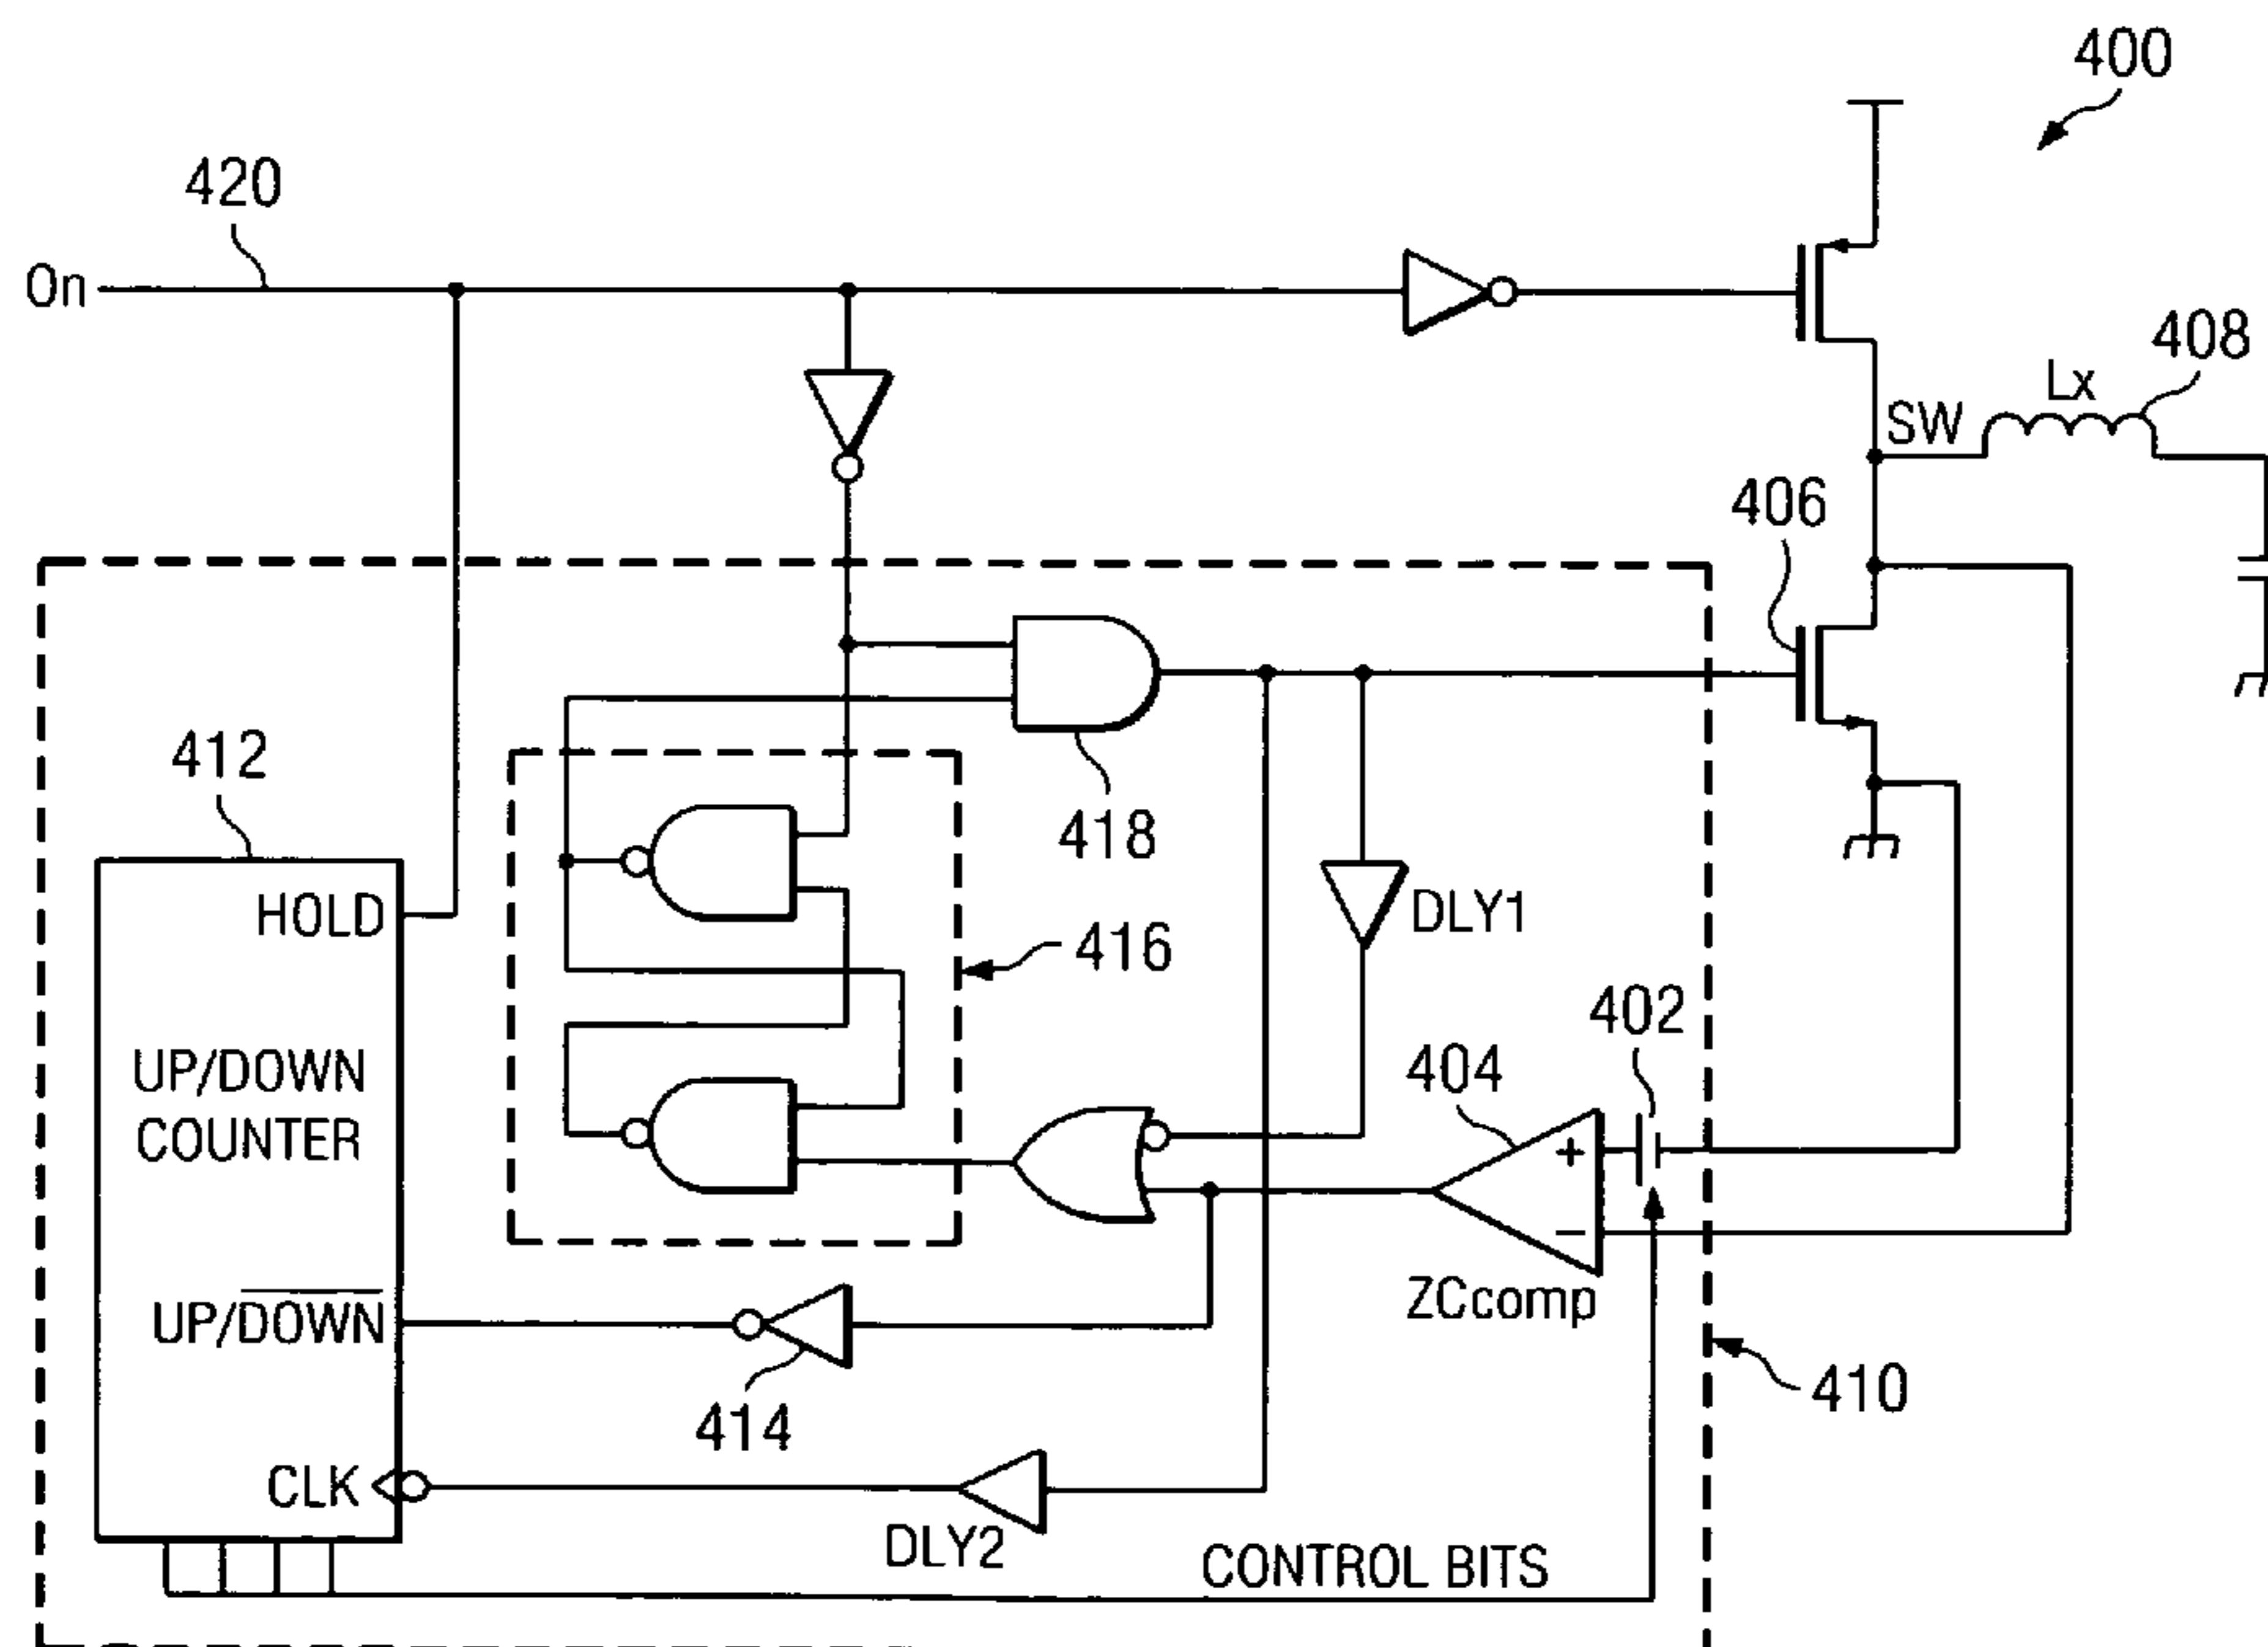 400
420
On
408
Lx
SW
406
412
418
HOLD
DLY1
416
402
404
UP/DOWN
COUNTER
+
−
ZCcomp
UP/DOWN
410
414
CLK
DLY2
CONTROL BITS